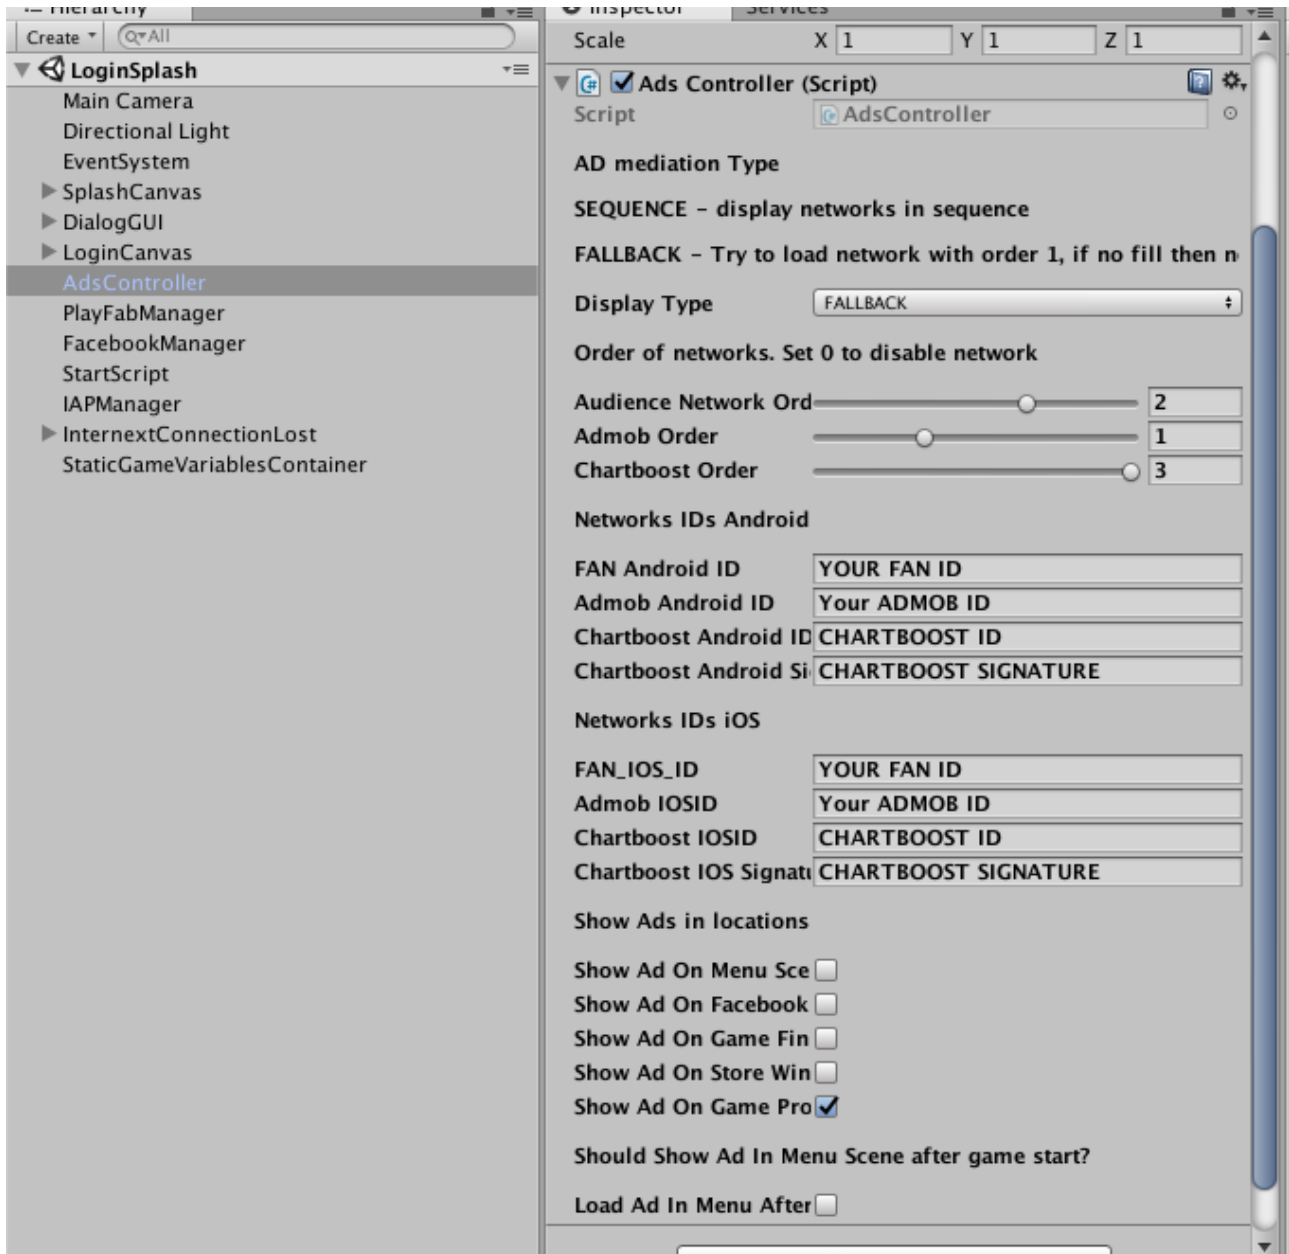 Hierarchy
Create
All
LoginSplash
Main Camera
Directional Light
EventSystem
SplashCanvas
DialogGUI
LoginCanvas
AdsController
PlayFabManager
FacebookManager
StartScript
IAPManager
InternextConnectionLost
StaticGameVariablesContainer
Inspector Services
Scale X 1 Y 1 Z 1
Ads Controller (Script)
Script AdsController
AD mediation Type
SEQUENCE - display networks in sequence
FALLBACK - Try to load network with order 1, if no fill then n
Display Type FALLBACK
Order of networks. Set 0 to disable network
Audience Network Ord 2
Admob Order 1
Chartboost Order 3
Networks IDs Android
FAN Android ID YOUR FAN ID
Admob Android ID Your ADMOB ID
Chartboost Android ID CHARTBOOST ID
Chartboost Android Si CHARTBOOST SIGNATURE
Networks IDs iOS
FAN_IOS_ID YOUR FAN ID
Admob IOSID Your ADMOB ID
Chartboost IOSID CHARTBOOST ID
Chartboost IOS Signatu CHARTBOOST SIGNATURE
Show Ads in locations
Show Ad On Menu Sce
Show Ad On Facebook
Show Ad On Game Fin
Show Ad On Store Win
Show Ad On Game Pro
Should Show Ad In Menu Scene after game start?
Load Ad In Menu After